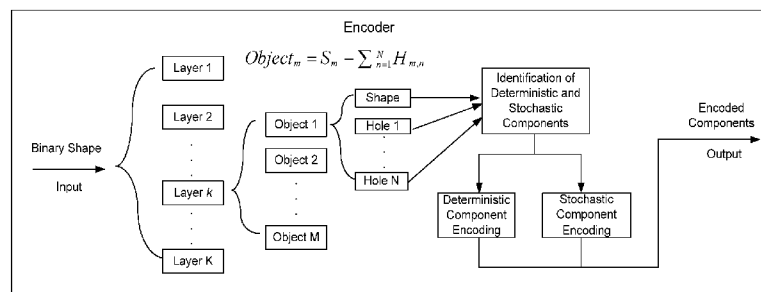 Encoder
Object_m = S_m − ∑_{n=1}^{N} H_{m,n}
Layer 1
Layer 2
Layer k
Layer K
Binary Shape
Input
Object 1
Object 2
Object M
Shape
Hole 1
Hole N
Identification of
Deterministic and
Stochastic
Components
Deterministic
Component
Encoding
Stochastic
Component
Encoding
Encoded
Components
Output